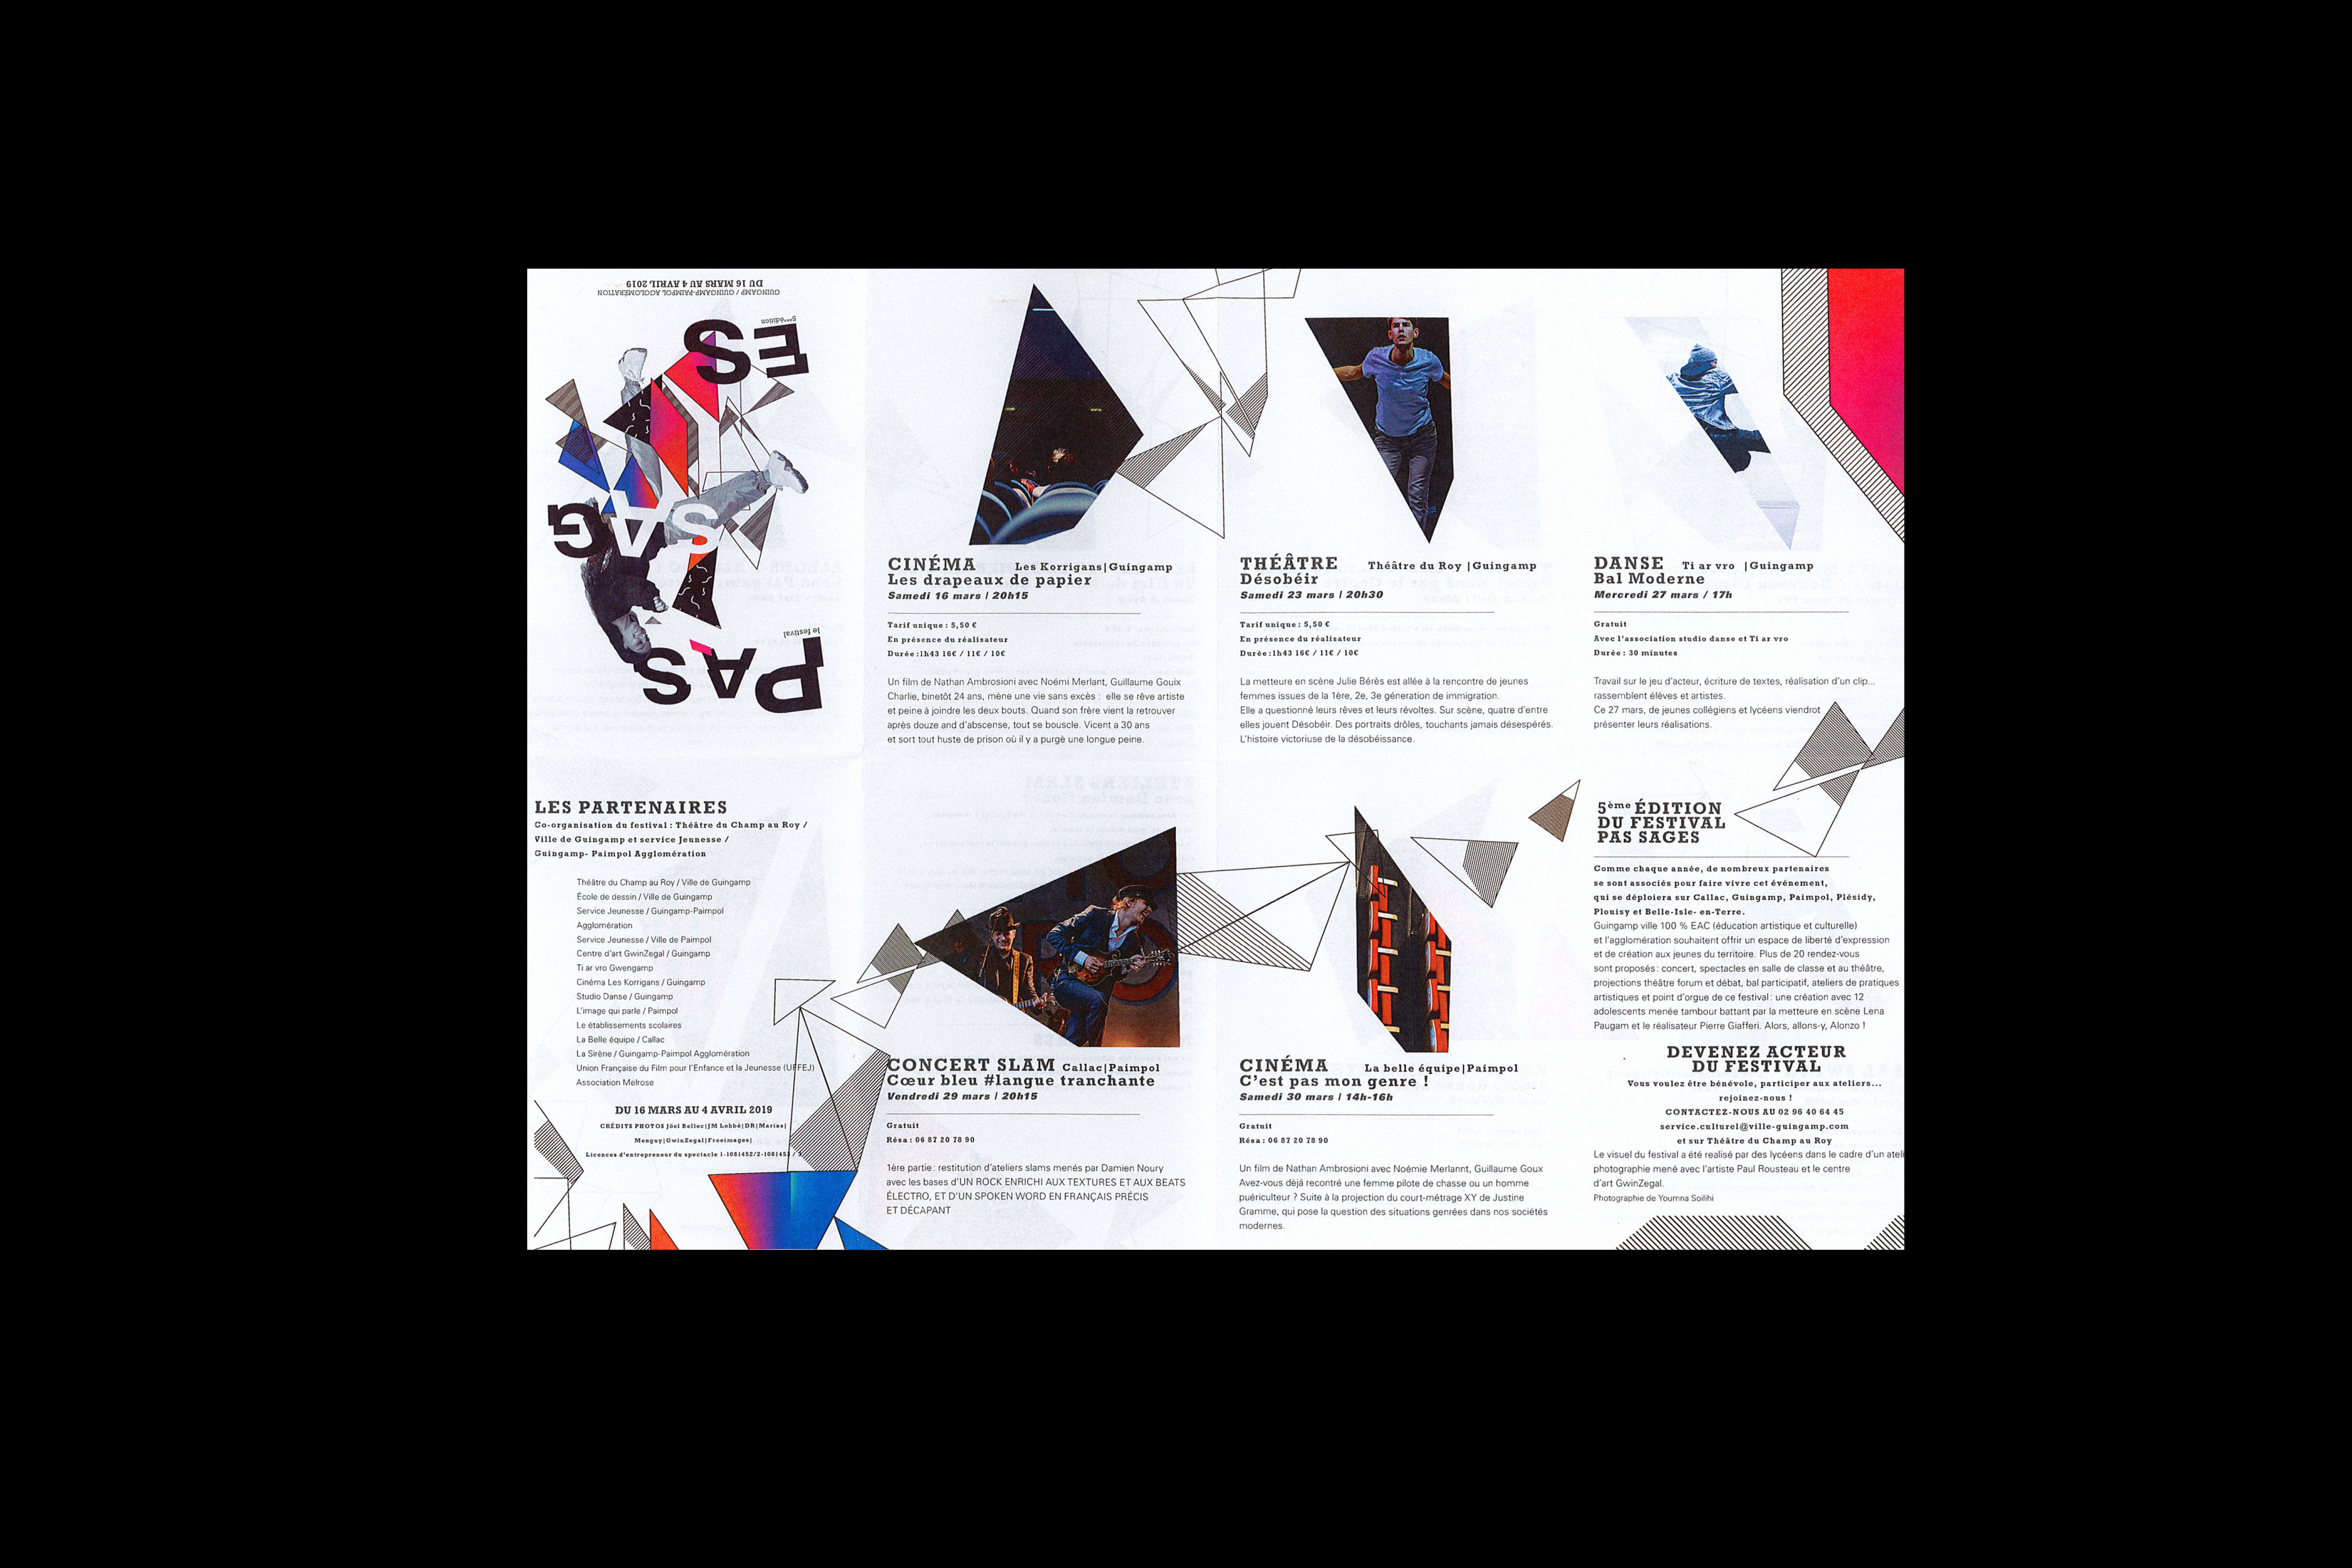 DU 16 MARS AU 4 AVRIL 2019
GUINGAMP / GUINGAMP-PAIMPOL AGGLOMÉRATION
le festival
PAS
SAG
ES
CINÉMA Les Korrigans|Guingamp
Les drapeaux de papier
Samedi 16 mars / 20h15
Tarif unique : 5,50 €
En présence du réalisateur
Durée :1h43 16€ / 11€ / 10€
Un film de Nathan Ambrosioni avec Noémi Merlant, Guillaume Gouix
Charlie, binetôt 24 ans, mène une vie sans excès : elle se rêve artiste
et peine à joindre les deux bouts. Quand son frère vient la retrouver
après douze and d'abscense, tout se bouscle. Vicent a 30 ans
et sort tout huste de prison où il y a purgè une longue peine.
THÉÂTRE Théâtre du Roy |Guingamp
Désobéir
Samedi 23 mars / 20h30
Tarif unique : 5,50 €
En présence du réalisateur
Durée :1h43 16€ / 11€ / 10€
La metteure en scène Julie Bérès est allée à la rencontre de jeunes
femmes issues de la 1ère, 2e, 3e géneration de immigration.
Elle a questionné leurs rêves et leurs révoltes. Sur scène, quatre d'entre
elles jouent Désobéir. Des portraits drôles, touchants jamais désespérés.
L'histoire victoriuse de la désobéissance.
DANSE Ti ar vro |Guingamp
Bal Moderne
Mercredi 27 mars / 17h
Gratuit
Avec l'association studio danse et Ti ar vro
Durée : 30 minutes
Travail sur le jeu d'acteur, écriture de textes, réalisation d'un clip...
rassemblent élèves et artistes.
Ce 27 mars, de jeunes collégiens et lycéens viendrot
présenter leurs réalisations.
LES PARTENAIRES
Co-organisation du festival : Théâtre du Champ au Roy /
Ville de Guingamp et service Jeunesse /
Guingamp- Paimpol Agglomération
Théâtre du Champ au Roy / Ville de Guingamp
École de dessin / Ville de Guingamp
Service Jeunesse / Guingamp-Paimpol
Agglomération
Service Jeunesse / Ville de Paimpol
Centre d'art GwinZegal / Guingamp
Ti ar vro Gwengamp
Cinéma Les Korrigans / Guingamp
Studio Danse / Guingamp
L'image qui parle / Paimpol
Le établissements scolaires
La Belle équipe / Callac
La Sirène / Guingamp-Paimpol Agglomération
Union Française du Film pour l'Enfance et la Jeunesse (UFFEJ)
Association Melrose
DU 16 MARS AU 4 AVRIL 2019
CRÉDITS PHOTOS Jöel Bellec|JM Lobbé|DR|Marias|
Menguy|GwinZegal|Freeimages|
Licences d'entrepreneur du spectacle 1-1081452/2-1081453 / 3
CONCERT SLAM Callac|Paimpol
Cœur bleu #langue tranchante
Vendredi 29 mars / 20h15
Gratuit
Résa : 06 87 20 78 90
1ère partie : restitution d'ateliers slams menés par Damien Noury
avec les bases d'UN ROCK ENRICHI AUX TEXTURES ET AUX BEATS
ÉLECTRO, ET D'UN SPOKEN WORD EN FRANÇAIS PRÉCIS
ET DÉCAPANT
CINÉMA La belle équipe|Paimpol
C'est pas mon genre !
Samedi 30 mars / 14h-16h
Gratuit
Résa : 06 87 20 78 90
Un film de Nathan Ambrosioni avec Noémie Merlannt, Guillaume Goux
Avez-vous dèjá recontré une femme pilote de chasse ou un homme
puériculteur ? Suite à la projection du court-métrage XY de Justine
Gramme, qui pose la question des situations genrées dans nos sociétés
modernes.
5ème ÉDITION
DU FESTIVAL
PAS SAGES
Comme chaque année, de nombreux partenaires
se sont associés pour faire vivre cet événement,
qui se déploiera sur Callac, Guingamp, Paimpol, Plésidy,
Plouisy et Belle-Isle- en-Terre.
Guingamp ville 100 % EAC (éducation artistique et culturelle)
et l'agglomération souhaitent offrir un espace de liberté d'expression
et de création aux jeunes du territoire. Plus de 20 rendez-vous
sont proposés : concert, spectacles en salle de classe et au théâtre,
projections théâtre forum et débat, bal participatif, ateliers de pratiques
artistiques et point d'orgue de ce festival : une création avec 12
adolescents menée tambour battant par la metteure en scène Lena
Paugam et le réalisateur Pierre Giafferi. Alors, allons-y, Alonzo !
DEVENEZ ACTEUR
DU FESTIVAL
Vous voulez être bénévole, participer aux ateliers...
rejoinez-nous !
CONTACTEZ-NOUS AU 02 96 40 64 45
service.culturel@ville-guingamp.com
et sur Théâtre du Champ au Roy
Le visuel du festival a été realisé par des lycéens dans le cadre d'un ateli
photographie mené avec l'artiste Paul Rousteau et le centre
d'art GwinZegal.
Photographie de Youmna Soilihi